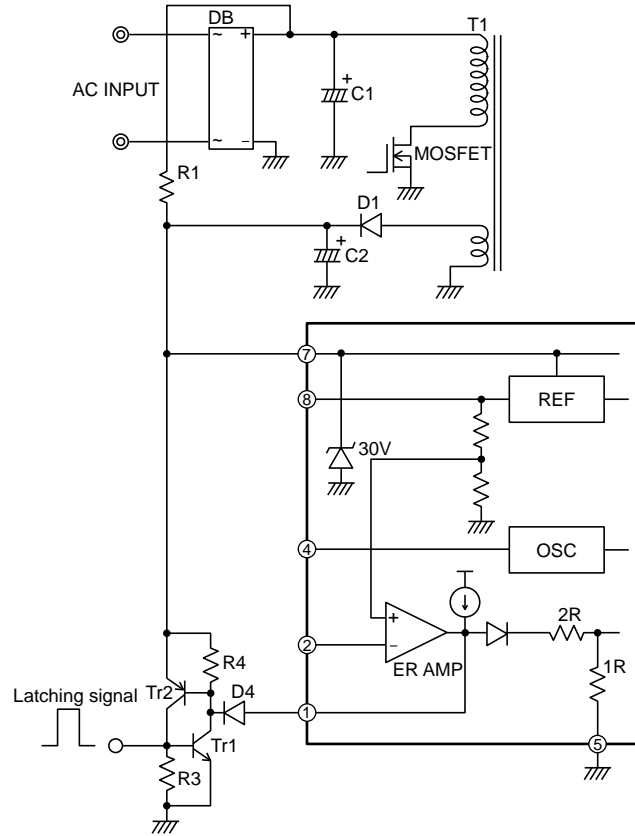 DB
T1
~
+
AC INPUT
+
C1
MOSFET
~
−
R1
D1
+
C2
7
8
REF
30V
4
OSC
+
2R
2
−
ER AMP
1R
R4
D4
Tr2
Latching signal
1
Tr1
5
R3